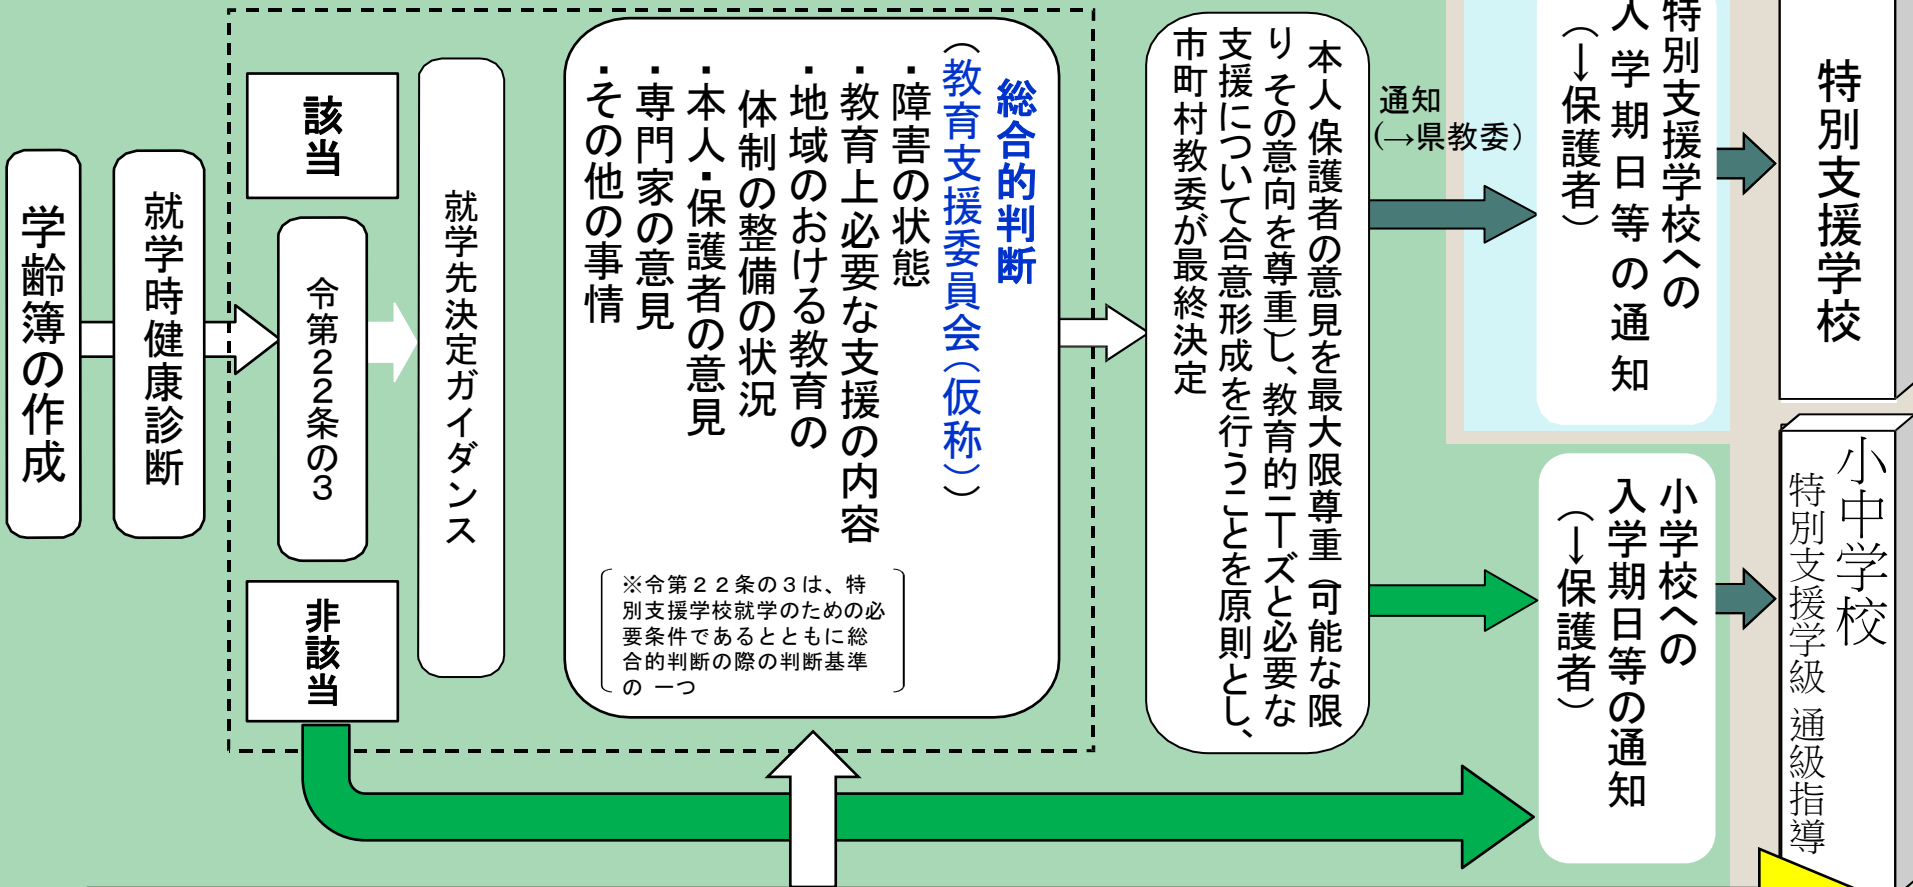 学齢簿の作成
就学時健康診断
該当
令第22条の3
非該当
就学先決定ガイダンス
総合的判断
(教育支援委員会(仮称))
・障害の状態
・教育上必要な支援の内容
・地域のおける教育の
体制の整備の状況
・本人・保護者の意見
・専門家の意見
・その他の事情
※令第22条の3は、特
別支援学校就学のための必
要条件であるとともに総
合的判断の際の判断基準
の 一つ
本人・保護者の意見を最大限尊重(可能な限
りその意向を尊重)し、教育的ニーズと必要な
支援について合意形成を行うことを原則とし、
市町村教委が最終決定
通知
(→県教委)
特別支援学校への
入学期日等の通知
(→保護者)
小学校への
入学期日等の通知
(→保護者)
特別支援学校
小中学校
特別支援学級 通級指導